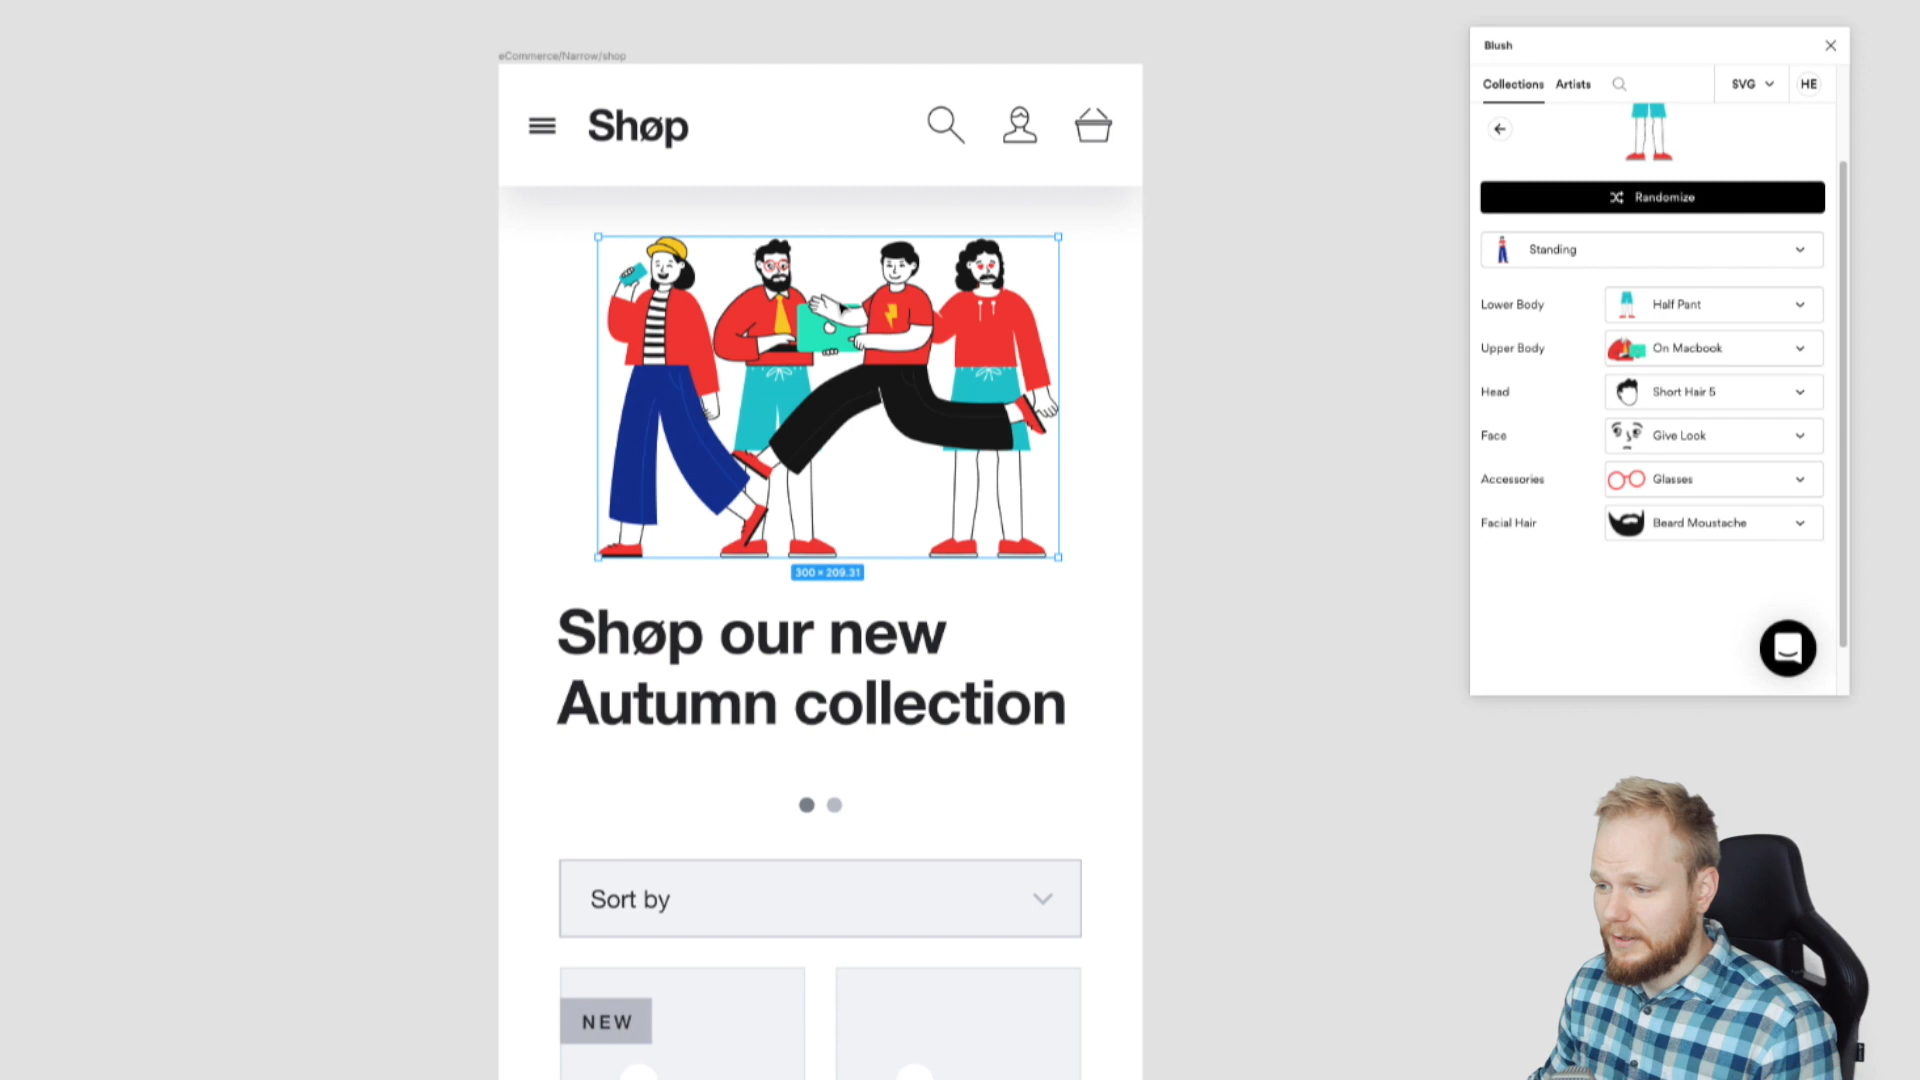 eCommerce/Narrow/shop
Shøp
300 × 209.31
Shøp our new
Autumn collection
Sort by
NEW
Blush
Collections Artists SVG HE
Randomize
Standing
Lower Body Half Pant
Upper Body On Macbook
Head Short Hair 5
Face Give Look
Accessories Glasses
Facial Hair Beard Moustache